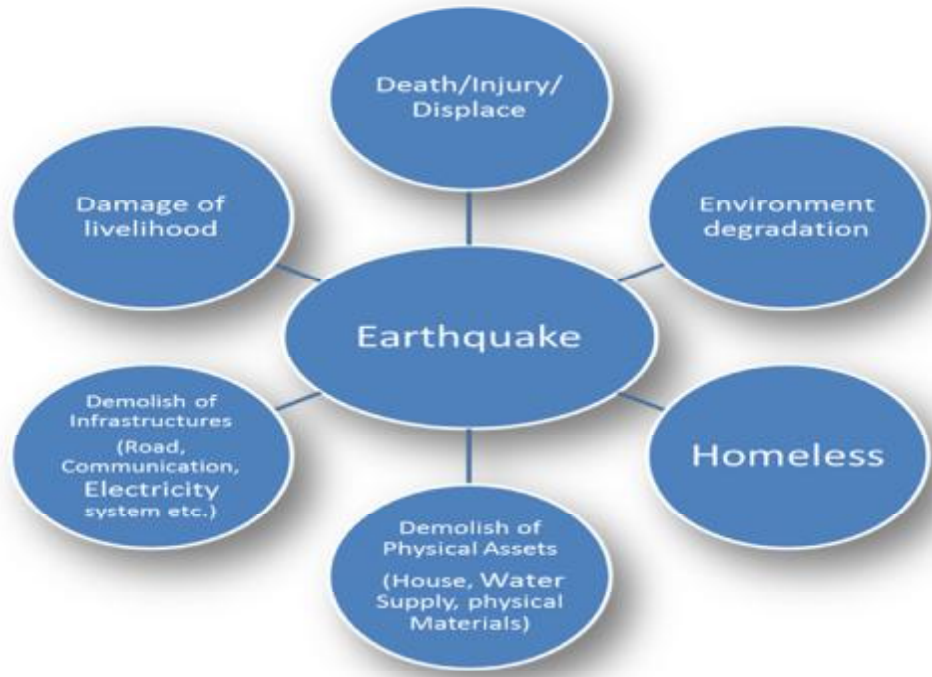 Death/Injury/
Displace
Environment
degradation
Homeless
Demolish of
Physical Assets
(House, Water
Supply, physical
Materials)
Demolish of
Infrastructures
(Road,
Communication,
Electricity
system etc.)
Damage of
livelihood
Earthquake